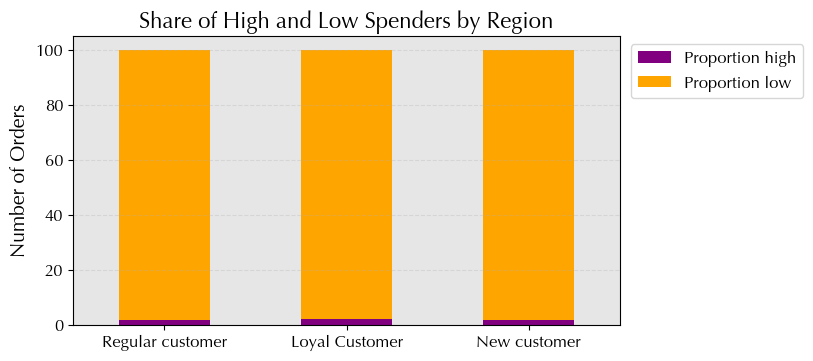 Share of High and Low Spenders by Region
Number of Orders
100
80
60
40
20
0
Regular customer
Loyal Customer
New customer
Proportion high
Proportion low